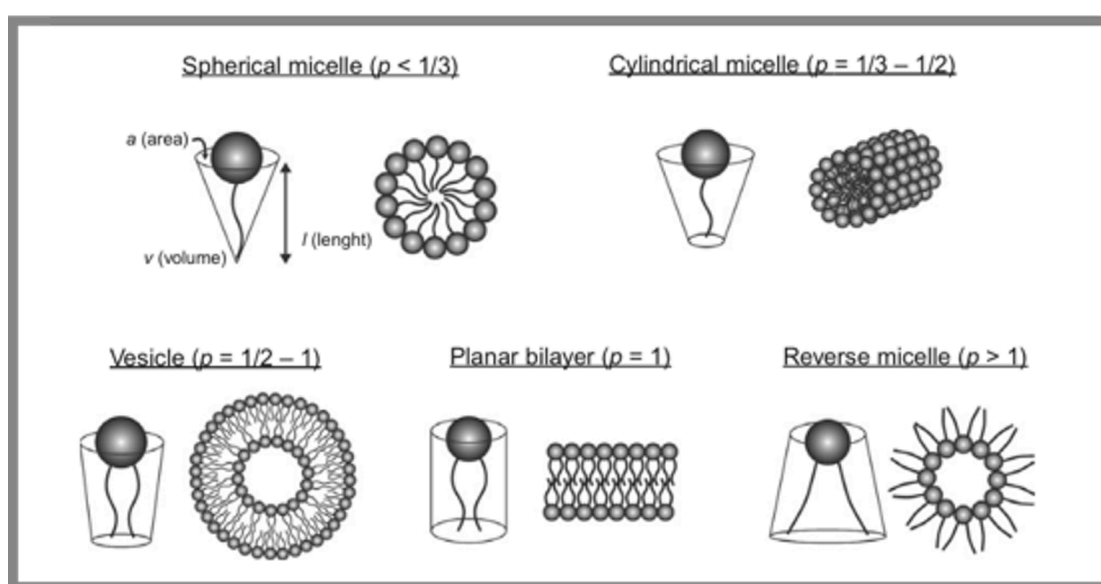 Spherical micelle (p < 1/3)
Cylindrical micelle (p = 1/3 – 1/2)
a (area)
l (lenght)
v (volume)
Vesicle (p = 1/2 – 1)
Planar bilayer (p = 1)
Reverse micelle (p > 1)